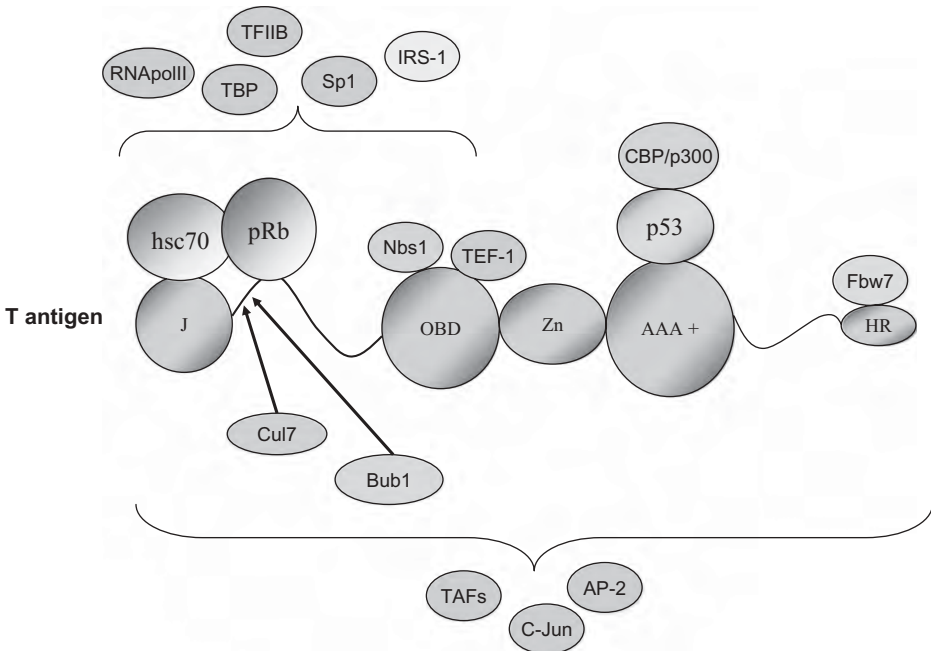 TFIIB
IRS-1
RNApolII
Sp1
TBP
CBP/p300
hsc70
pRb
p53
Nbs1
TEF-1
Fbw7
T antigen
J
OBD
Zn
AAA +
HR
Cul7
Bub1
TAFs
AP-2
C-Jun